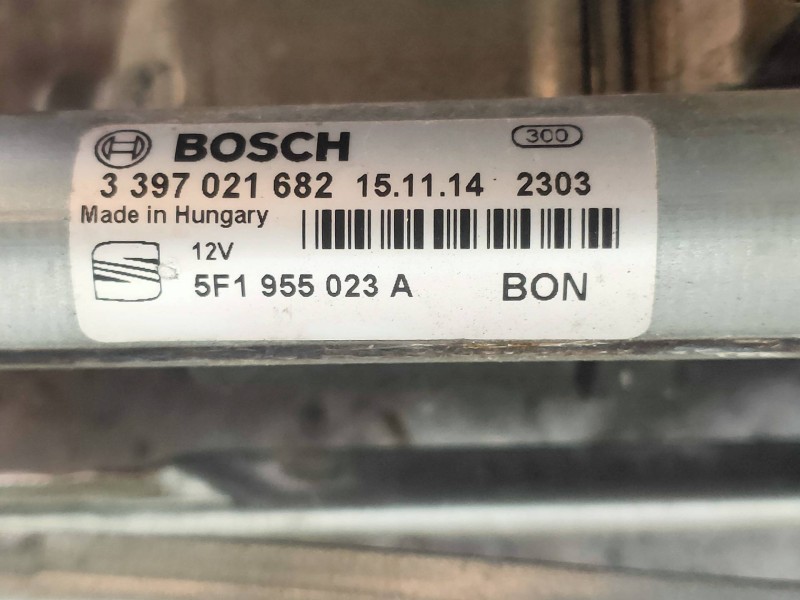 BOSCH 300
3 397 021 682 15.11.14 2303
Made in Hungary
12V
5F1 955 023 A BON